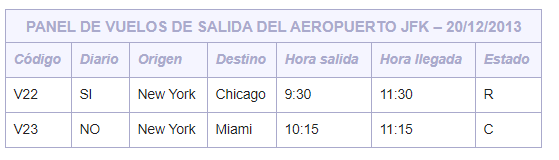 PANEL DE VUELOS DE SALIDA DEL AEROPUERTO JFK – 20/12/2013
Código Diario Origen Destino Hora salida Hora llegada Estado
V22 SI New York Chicago 9:30 11:30 R
V23 NO New York Miami 10:15 11:15 C